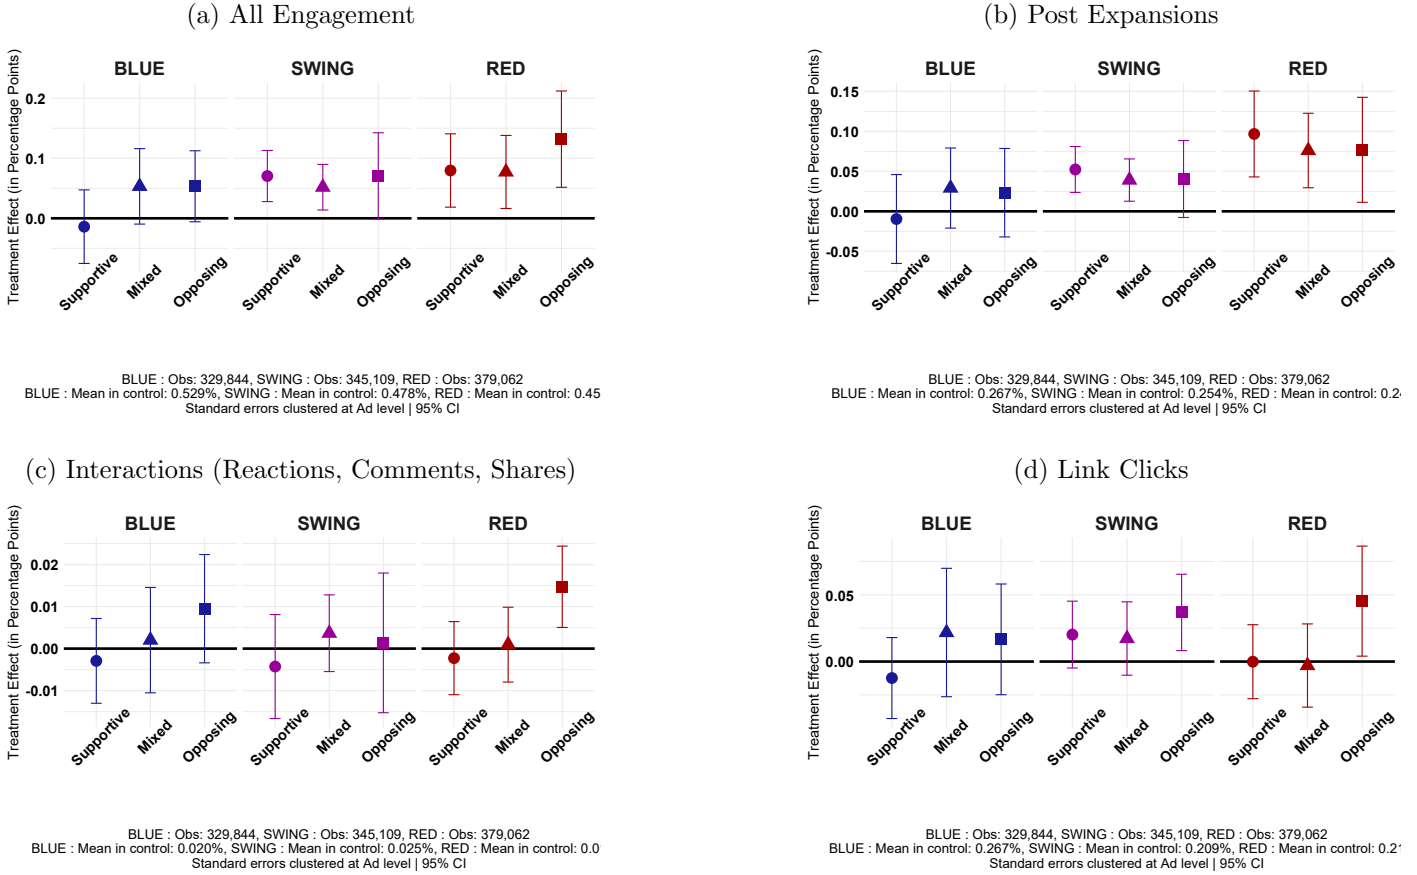 (a) All Engagement
Treatment Effect (in Percentage Points)
BLUE
SWING
RED
0.2
0.1
0.0
Supportive
Mixed
Opposing
Supportive
Mixed
Opposing
Supportive
Mixed
Opposing
BLUE : Obs: 329,844, SWING : Obs: 345,109, RED : Obs: 379,062
BLUE : Mean in control: 0.529%, SWING : Mean in control: 0.478%, RED : Mean in control: 0.45
Standard errors clustered at Ad level | 95% CI
(b) Post Expansions
Treatment Effect (in Percentage Points)
BLUE
SWING
RED
0.15
0.10
0.05
0.00
-0.05
Supportive
Mixed
Opposing
Supportive
Mixed
Opposing
Supportive
Mixed
Opposing
BLUE : Obs: 329,844, SWING : Obs: 345,109, RED : Obs: 379,062
BLUE : Mean in control: 0.267%, SWING : Mean in control: 0.254%, RED : Mean in control: 0.24
Standard errors clustered at Ad level | 95% CI
(c) Interactions (Reactions, Comments, Shares)
Treatment Effect (in Percentage Points)
BLUE
SWING
RED
0.02
0.01
0.00
-0.01
Supportive
Mixed
Opposing
Supportive
Mixed
Opposing
Supportive
Mixed
Opposing
BLUE : Obs: 329,844, SWING : Obs: 345,109, RED : Obs: 379,062
BLUE : Mean in control: 0.020%, SWING : Mean in control: 0.025%, RED : Mean in control: 0.0
Standard errors clustered at Ad level | 95% CI
(d) Link Clicks
Treatment Effect (in Percentage Points)
BLUE
SWING
RED
0.05
0.00
Supportive
Mixed
Opposing
Supportive
Mixed
Opposing
Supportive
Mixed
Opposing
BLUE : Obs: 329,844, SWING : Obs: 345,109, RED : Obs: 379,062
BLUE : Mean in control: 0.267%, SWING : Mean in control: 0.209%, RED : Mean in control: 0.21
Standard errors clustered at Ad level | 95% CI